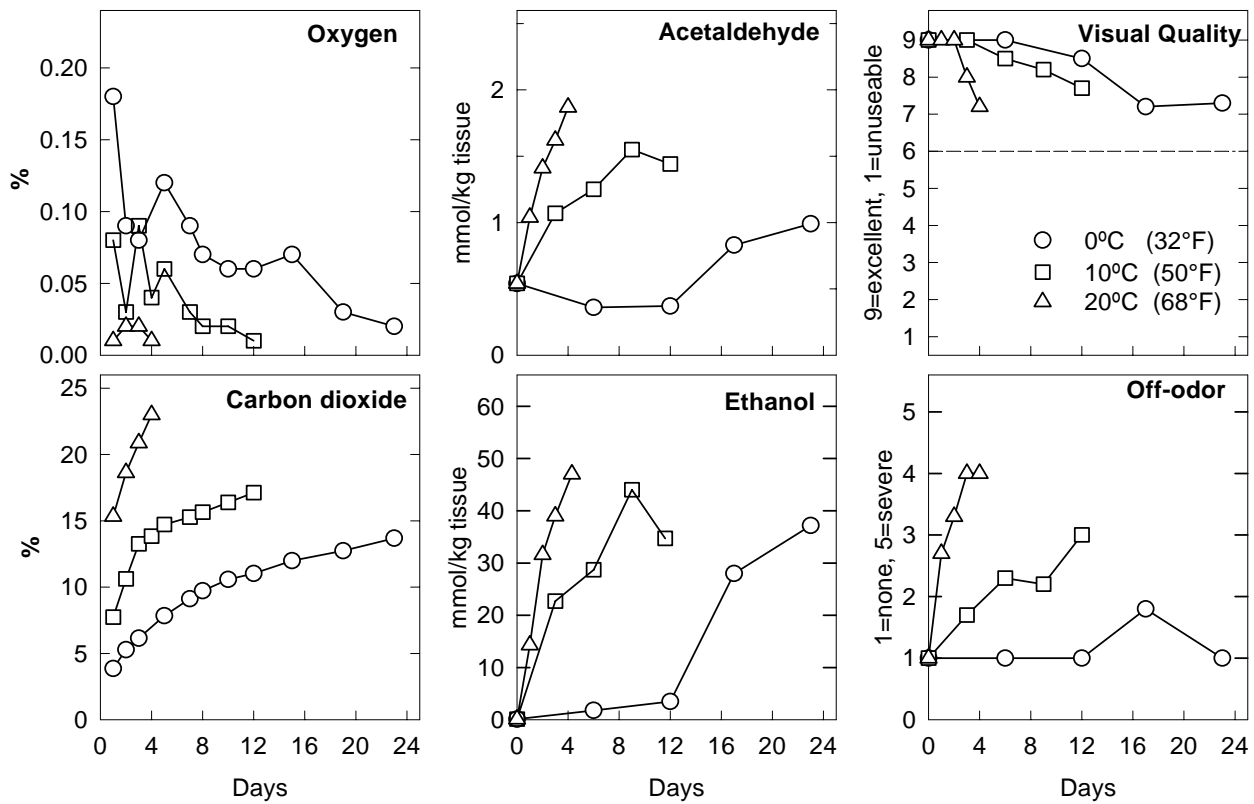 Oxygen
%
0.20
0.15
0.10
0.05
0.00
Acetaldehyde
mmol/kg tissue
2
1
0
Visual Quality
9=excellent, 1=unuseable
9
8
7
6
5
4
3
2
1
0ºC (32°F)
10ºC (50°F)
20ºC (68°F)
Carbon dioxide
%
25
20
15
10
5
0
0 4 8 12 16 20 24
Days
Ethanol
mmol/kg tissue
60
50
40
30
20
10
0
0 4 8 12 16 20 24
Days
Off-odor
1=none, 5=severe
5
4
3
2
1
0
0 4 8 12 16 20 24
Days